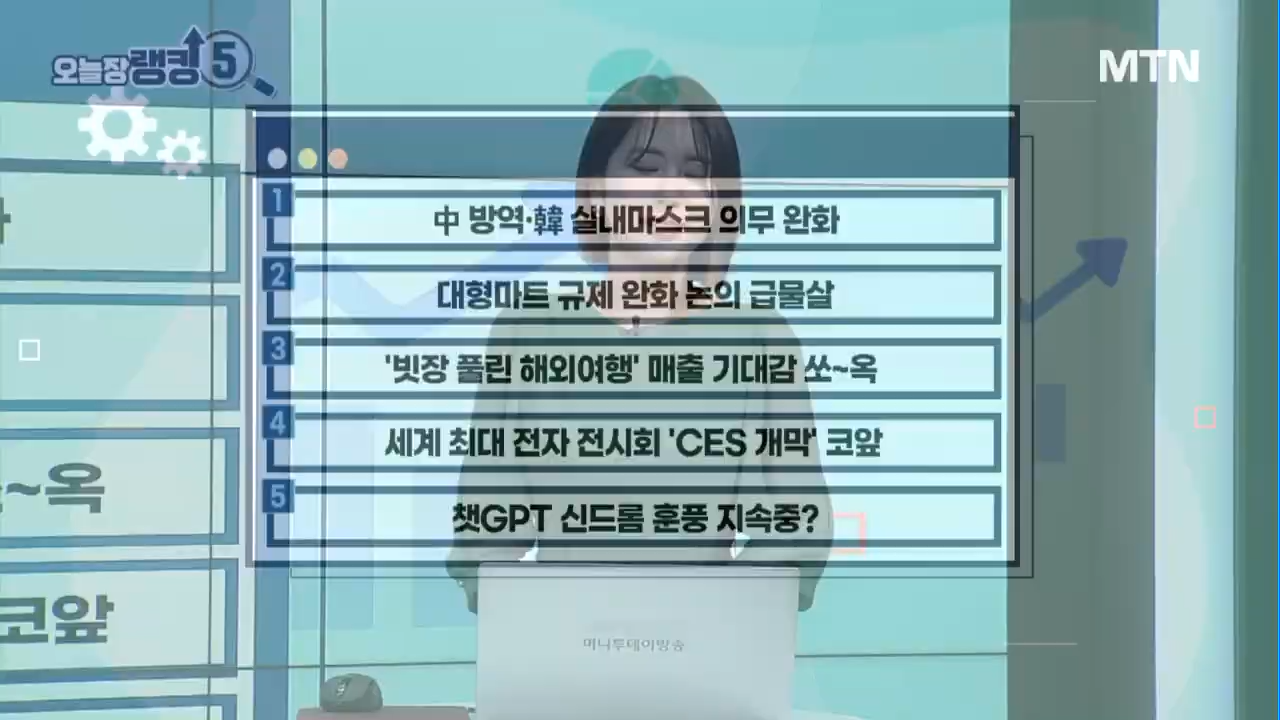 오늘장 랭킹 5
MTN
1 中 방역·韓 실내마스크 의무 완화
2 대형마트 규제 완화 논의 급물살
3 '빗장 풀린 해외여행' 매출 기대감 쏘~옥
4 세계 최대 전자 전시회 'CES 개막' 코앞
5 챗GPT 신드롬 훈풍 지속중?
~옥
코앞
머니투데이방송